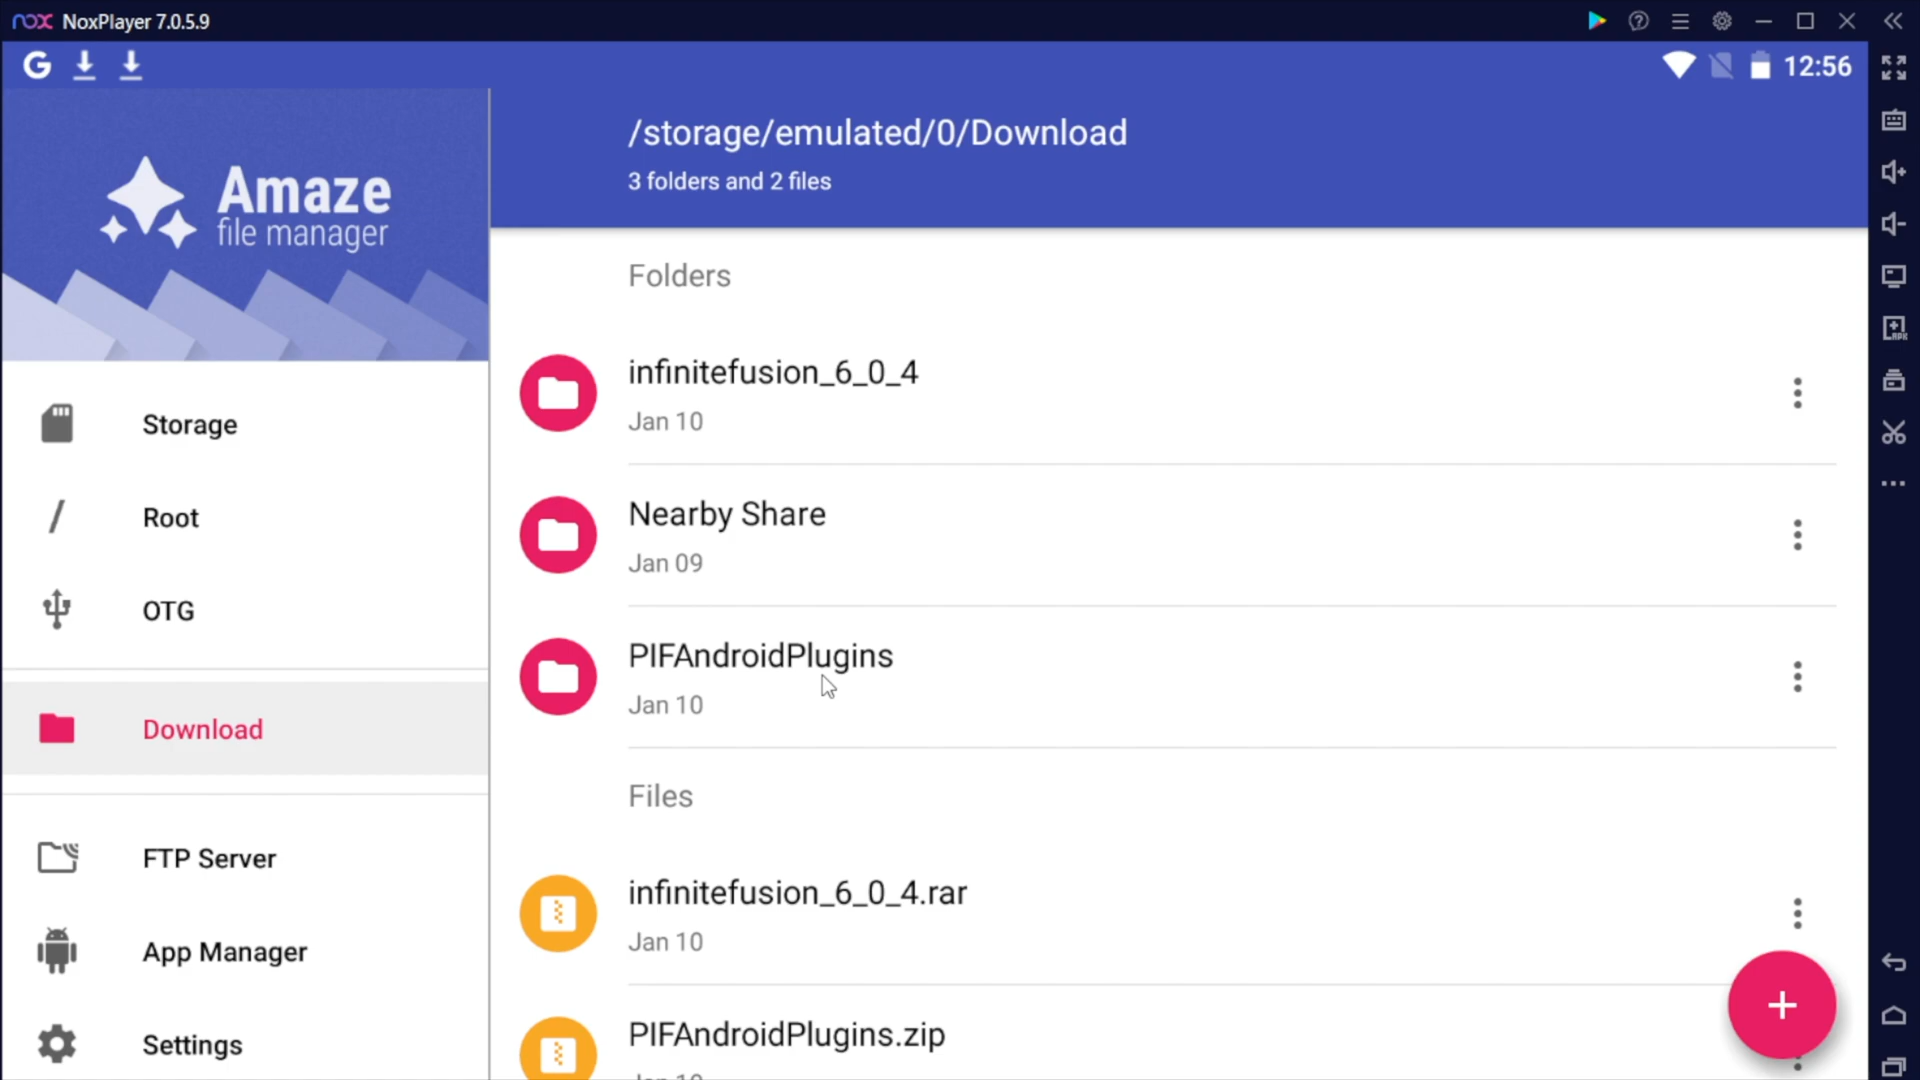 nox NoxPlayer 7.0.5.9
G
12:56
Amaze
file manager
/storage/emulated/0/Download
3 folders and 2 files
Storage
Root
OTG
Download
FTP Server
App Manager
Settings
Folders
infinitefusion_6_0_4
Jan 10
Nearby Share
Jan 09
PIFAndroidPlugins
Jan 10
Files
infinitefusion_6_0_4.rar
Jan 10
PIFAndroidPlugins.zip